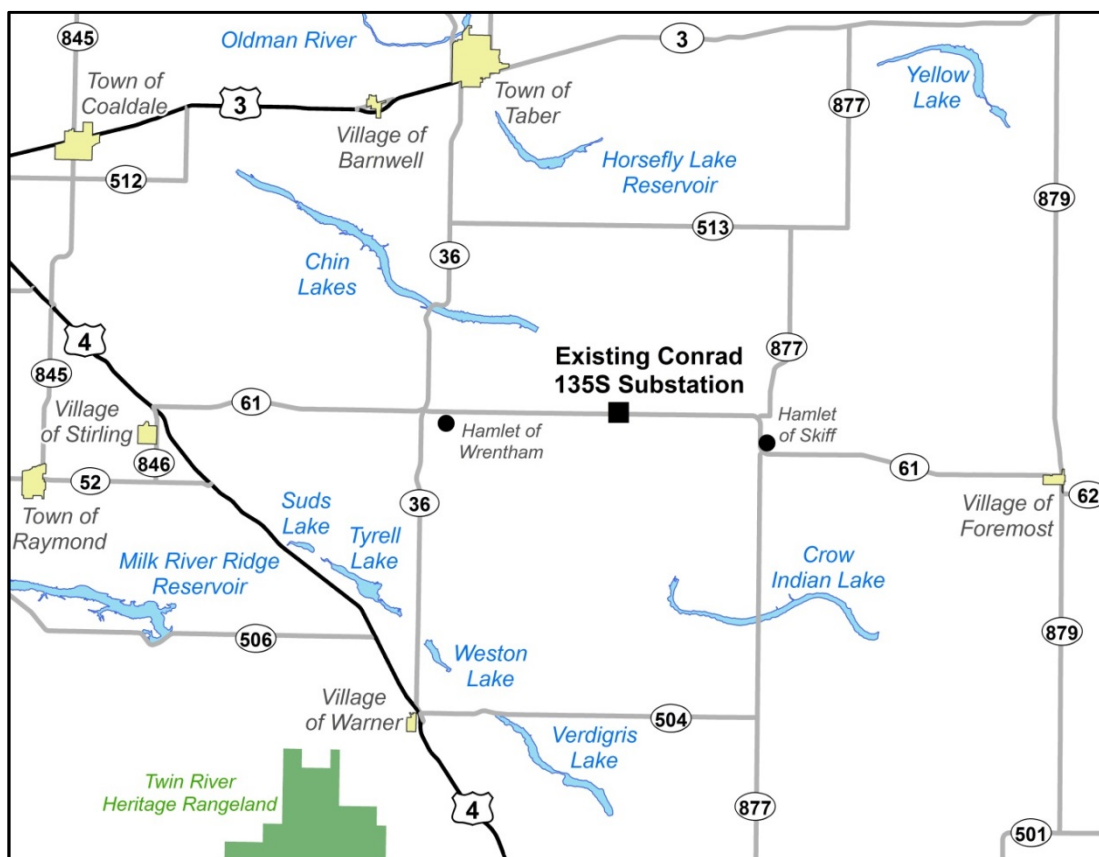 845
Oldman River
3
Town of
Coaldale
3
Village of
Barnwell
Town of
Taber
877
Yellow
Lake
512
Horsefly Lake
Reservoir
879
513
36
Chin
Lakes
4
877
845
Existing Conrad
135S Substation
61
Village
of Stirling
Hamlet of
Wrentham
Hamlet
of Skiff
846
61
52
62
Town of
Raymond
36
Village of
Foremost
Suds
Lake
Tyrell
Lake
Milk River Ridge
Reservoir
Crow
Indian Lake
506
879
Weston
Lake
Village
of Warner
504
Verdigris
Lake
Twin River
Heritage Rangeland
4
877
501